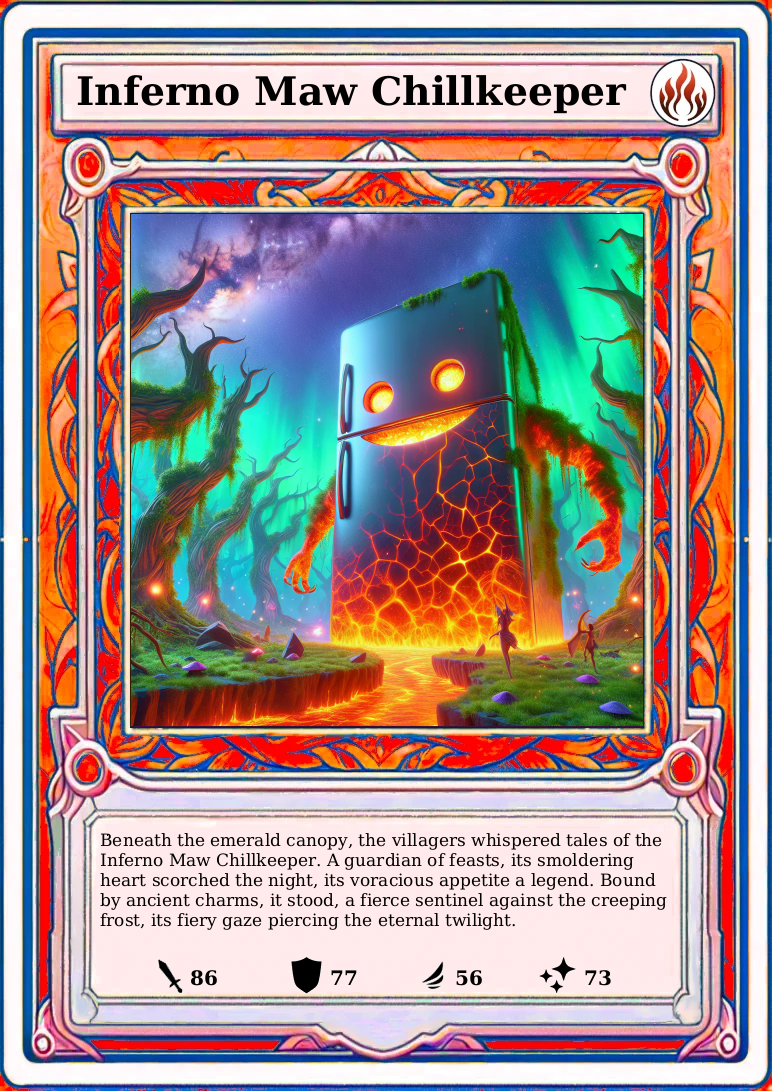 Inferno Maw Chillkeeper
Beneath the emerald canopy, the villagers whispered tales of the
Inferno Maw Chillkeeper. A guardian of feasts, its smoldering
heart scorched the night, its voracious appetite a legend. Bound
by ancient charms, it stood, a fierce sentinel against the creeping
frost, its fiery gaze piercing the eternal twilight.
86 77 56 73